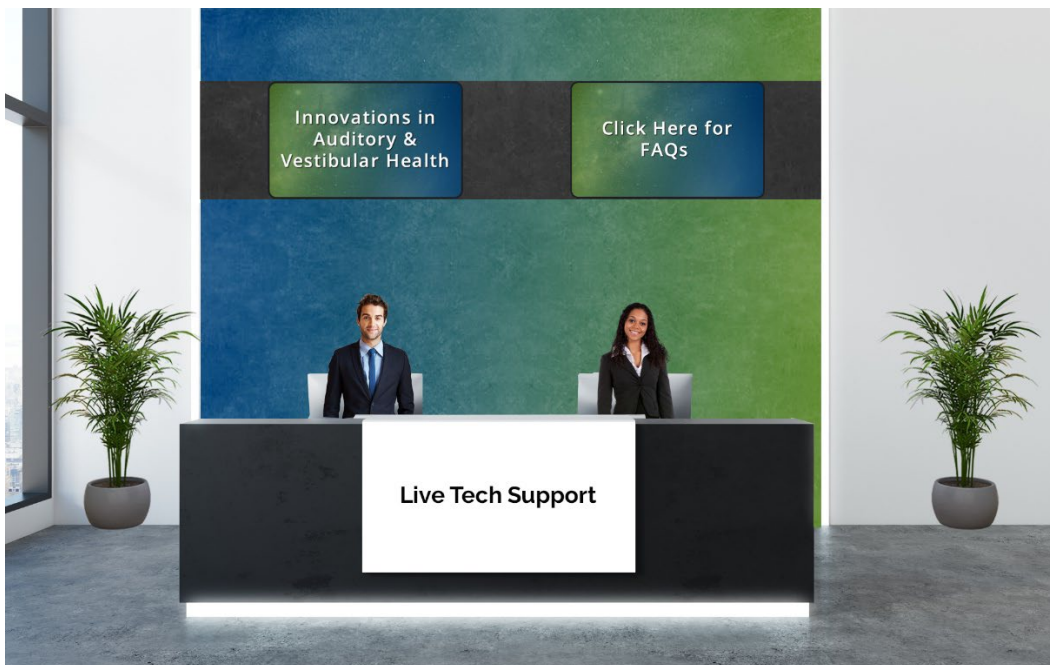 Innovations in
Auditory &
Vestibular Health
Click Here for
FAQs
Live Tech Support